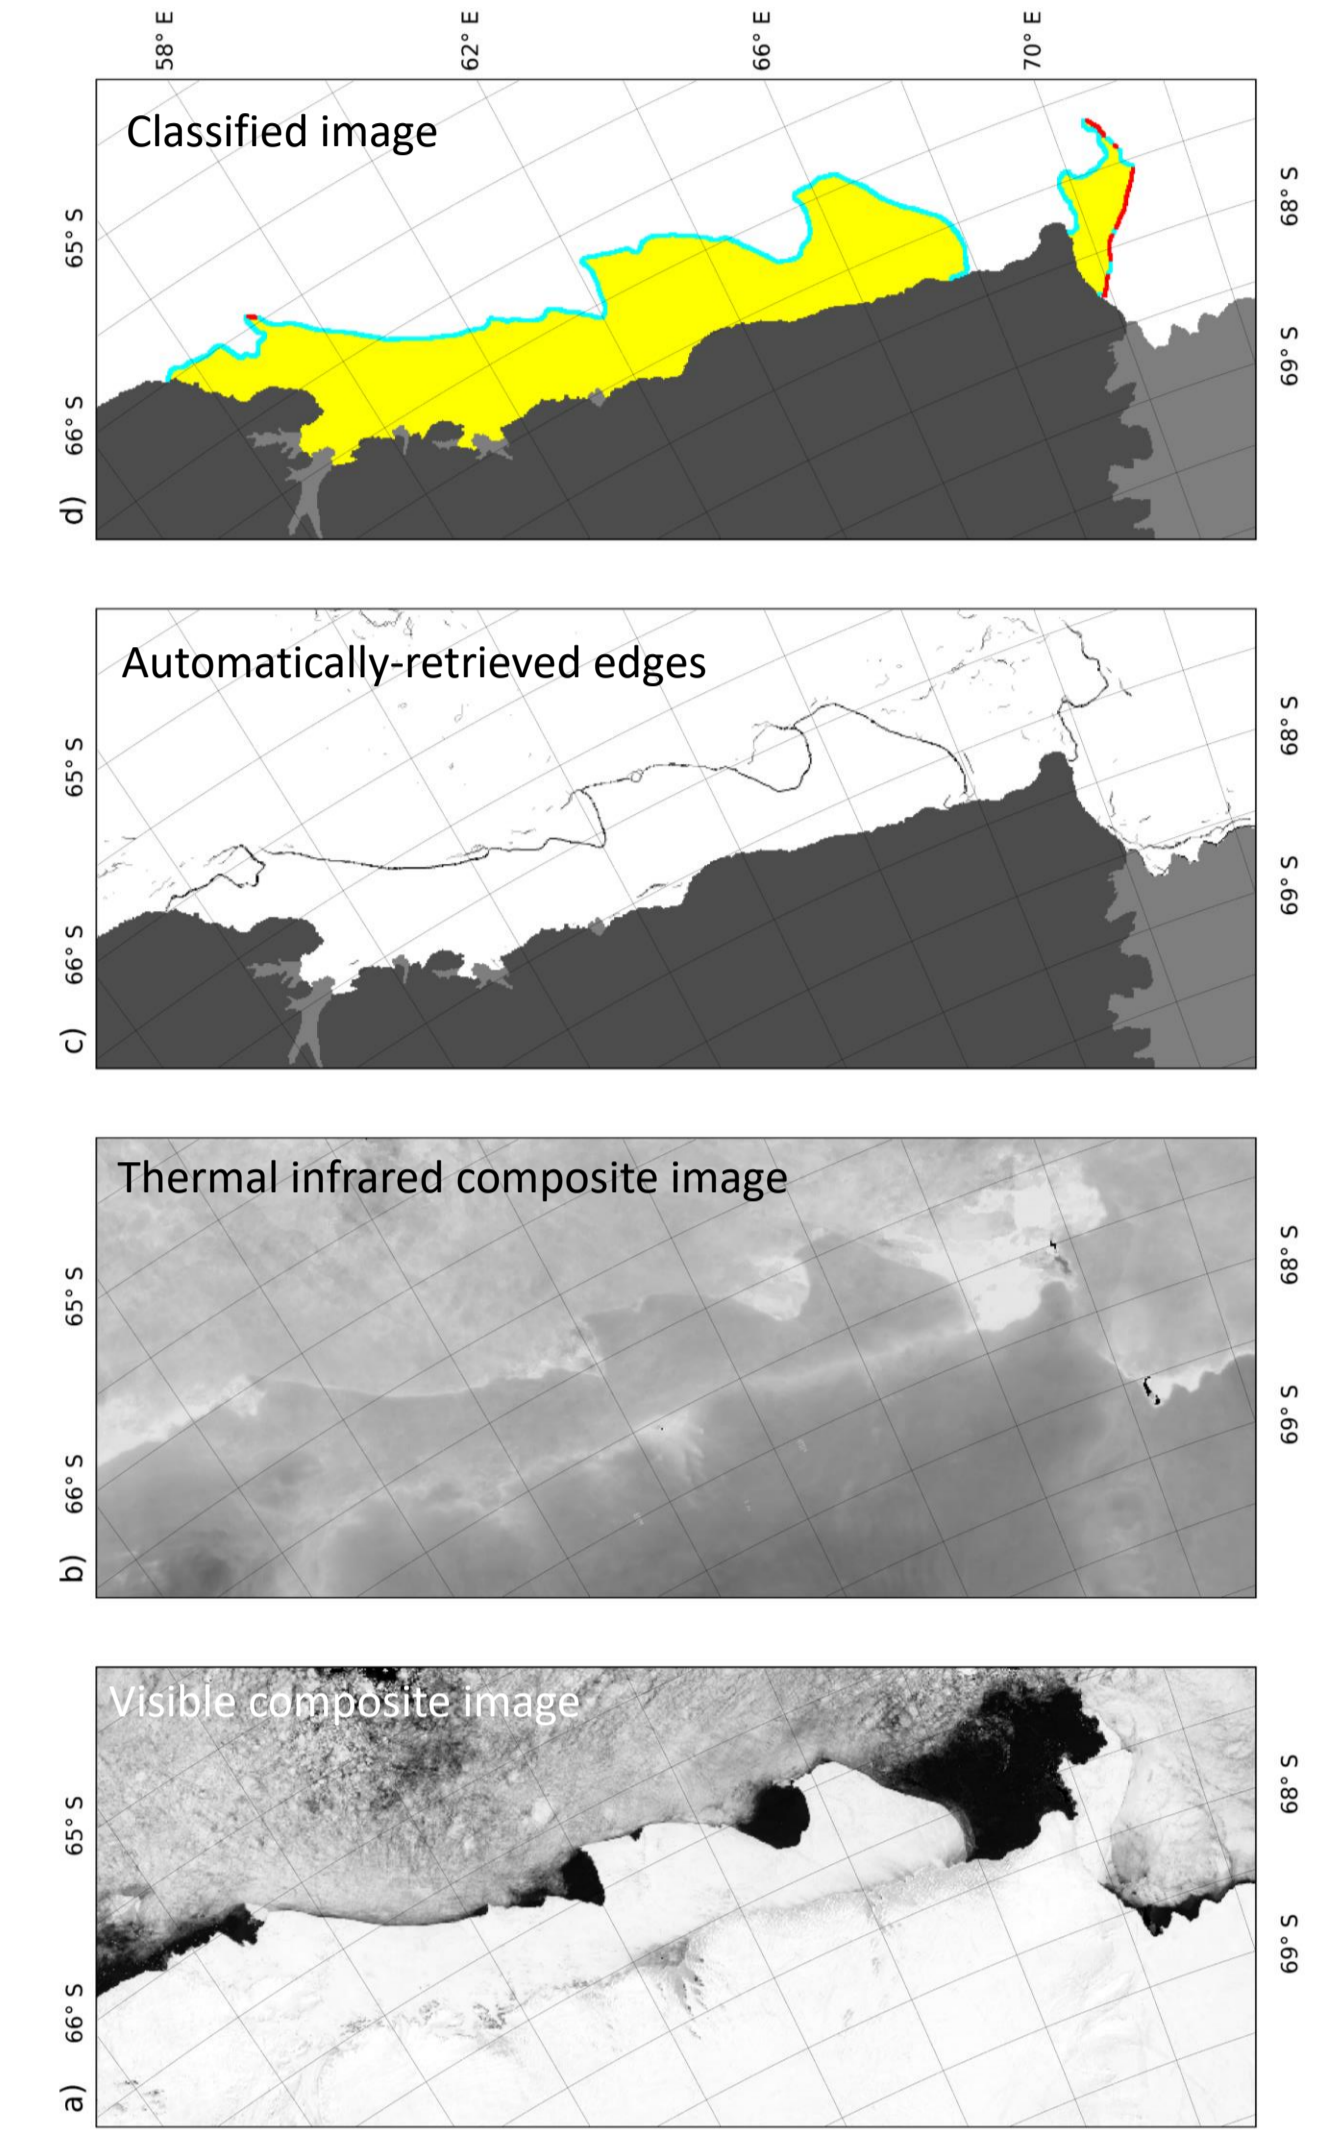 58° E
62° E
66° E
70° E
Classified image
65° S
66° S
d)
68° S
69° S
Automatically-retrieved edges
65° S
66° S
c)
68° S
69° S
Thermal infrared composite image
65° S
66° S
b)
68° S
69° S
Visible composite image
65° S
66° S
a)
68° S
69° S